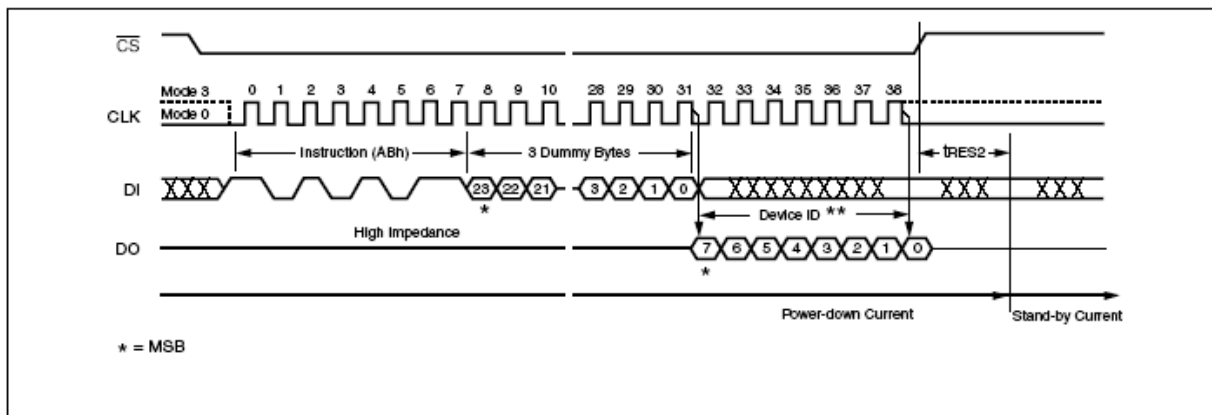 CS
Mode 3
0 1 2 3 4 5 6 7 8 9 10 28 29 30 31 32 33 34 35 36 37 38
CLK
Mode 0
Instruction (ABh) 3 Dummy Bytes tRES2
DI 23 22 21 3 2 1 0
* Device ID **
High Impedance
DO 7 6 5 4 3 2 1 0
*
Power-down Current Stand-by Current
* = MSB